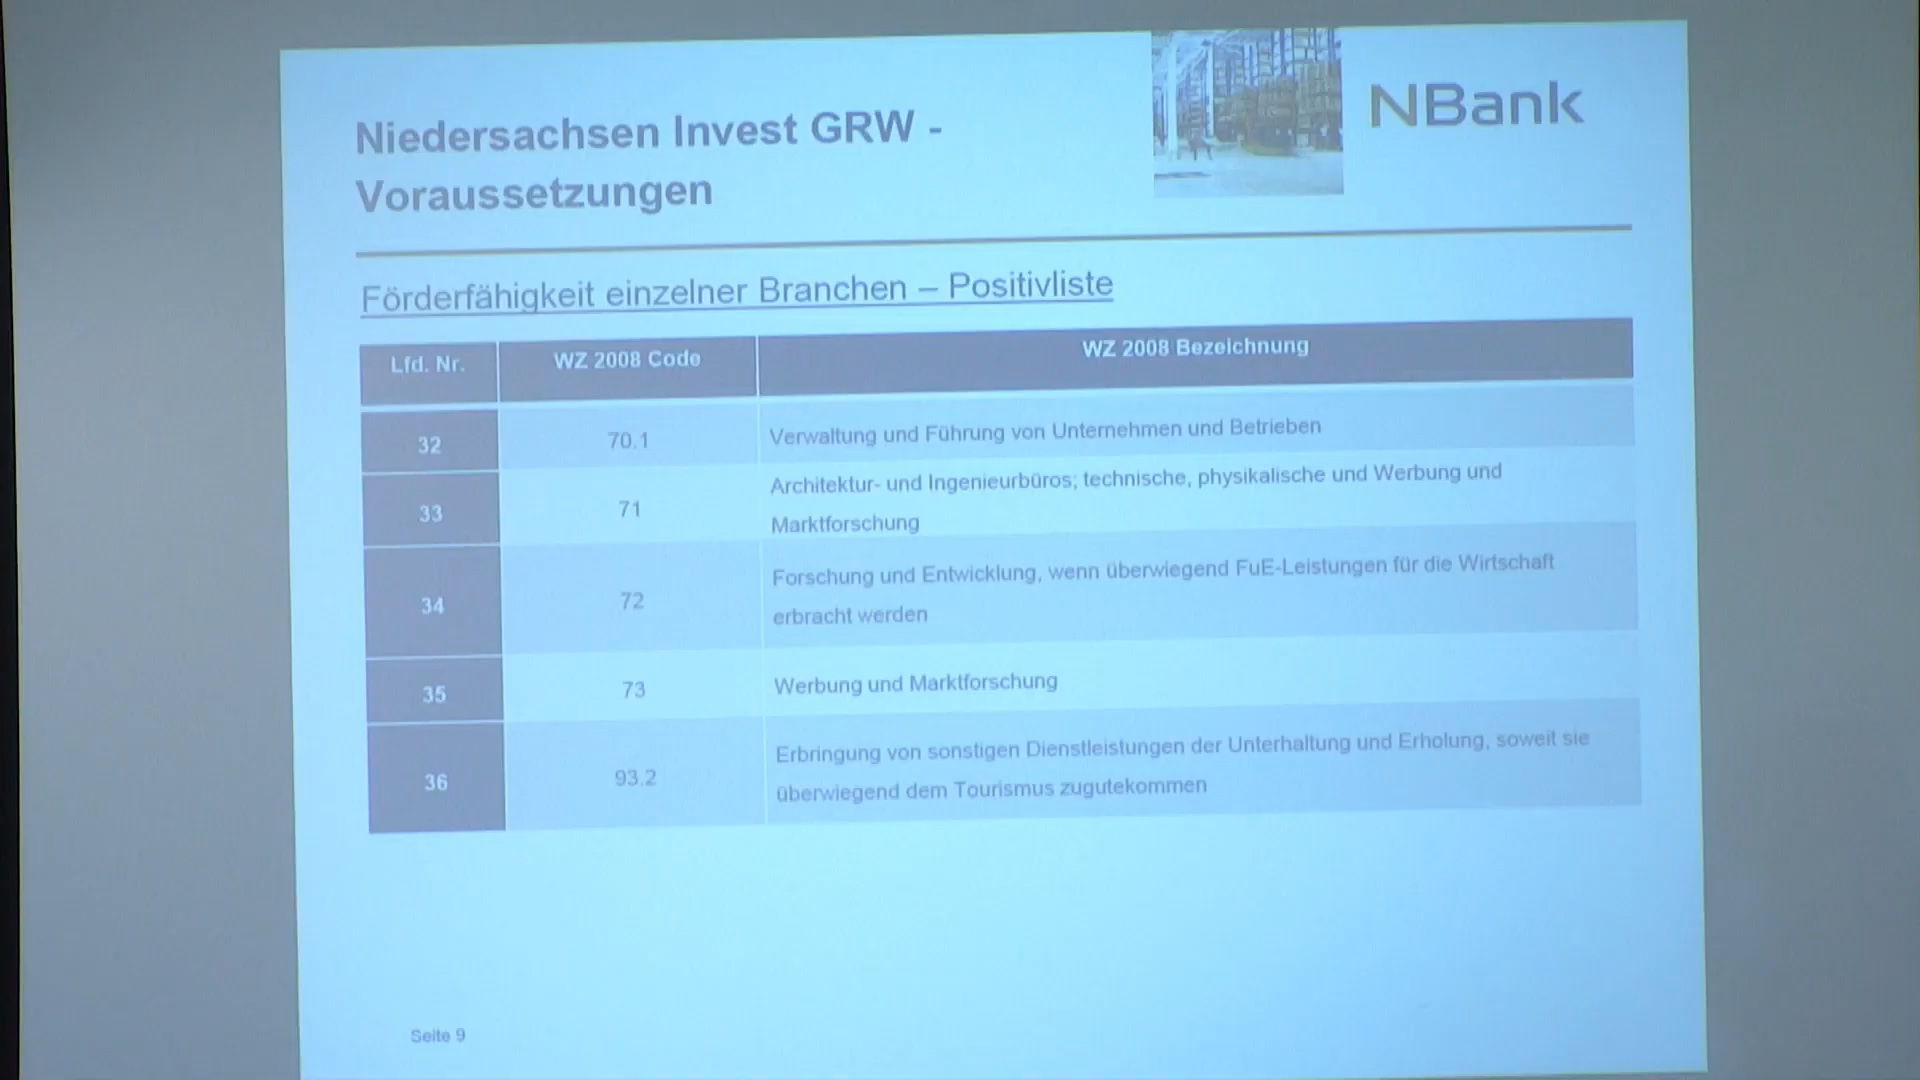 Niedersachsen Invest GRW -
Voraussetzungen
NBank
Förderfähigkeit einzelner Branchen – Positivliste
Lfd. Nr. WZ 2008 Code WZ 2008 Bezeichnung
32 70.1 Verwaltung und Führung von Unternehmen und Betrieben
33 71 Architektur- und Ingenieurbüros; technische, physikalische und Werbung und
Marktforschung
34 72 Forschung und Entwicklung, wenn überwiegend FuE-Leistungen für die Wirtschaft
erbracht werden
35 73 Werbung und Marktforschung
36 93.2 Erbringung von sonstigen Dienstleistungen der Unterhaltung und Erholung, soweit sie
überwiegend dem Tourismus zugutekommen
Seite 9